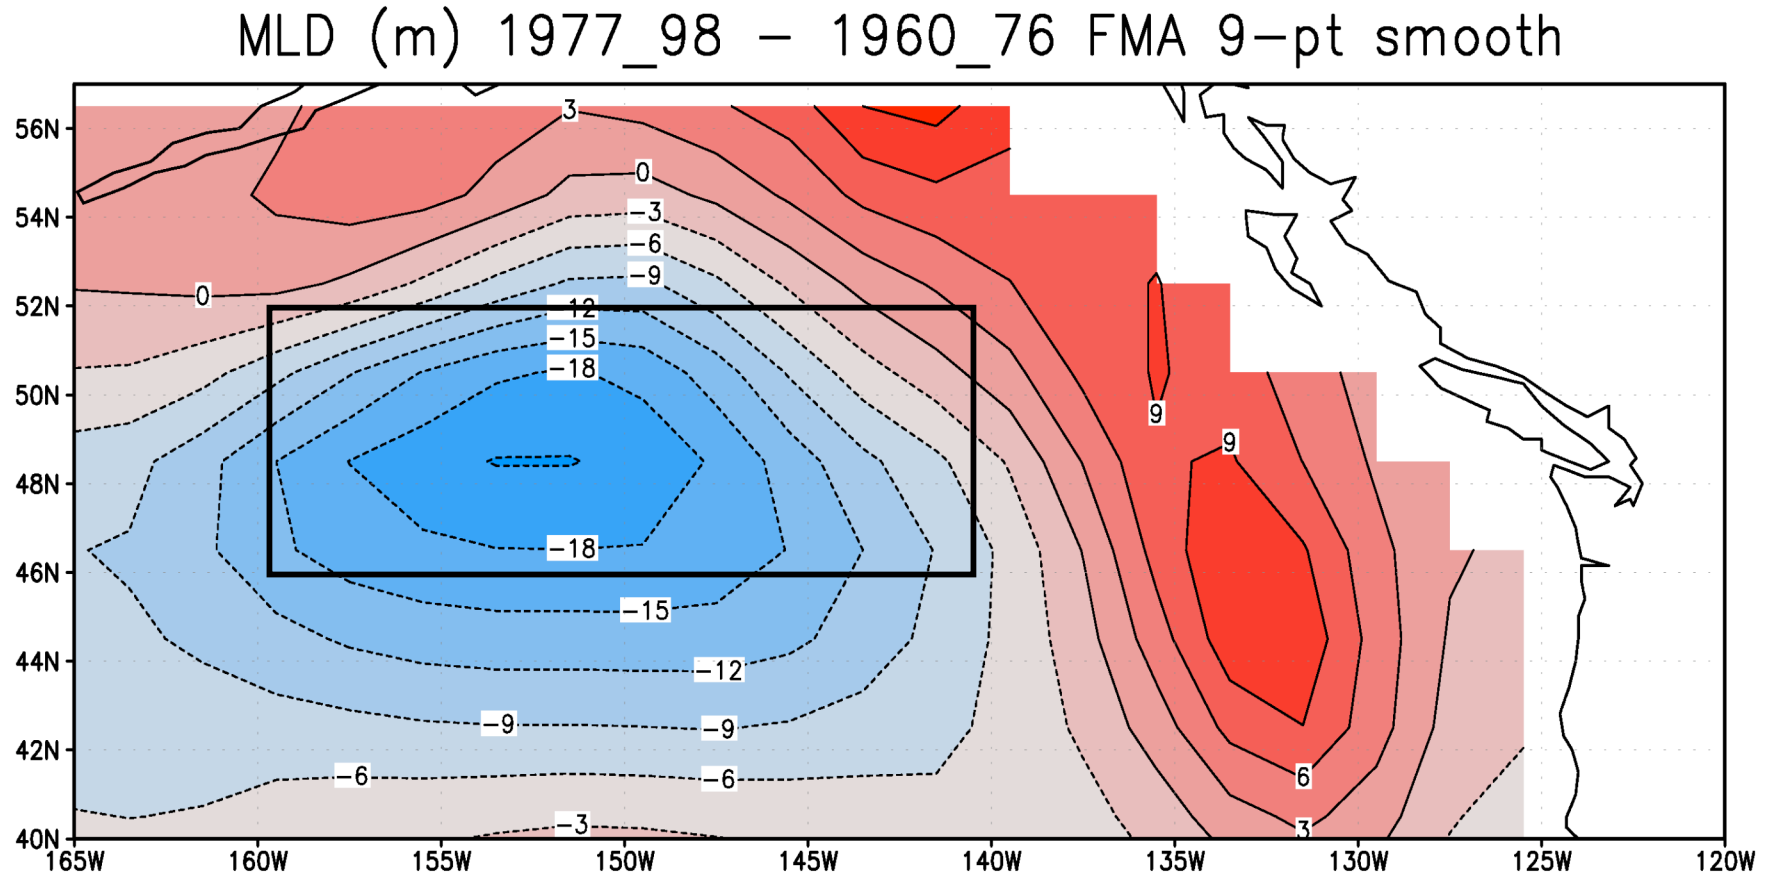 MLD (m) 1977_98 – 1960_76 FMA 9–pt smooth
56N
3
0
54N
−3
−6
−9
0
52N
−12
−15
−18
50N
9
9
48N
−18
46N
−15
44N
−12
−9
−9
42N
−6
−6
6
−3
3
40N
165W 160W 155W 150W 145W 140W 135W 130W 125W 120W